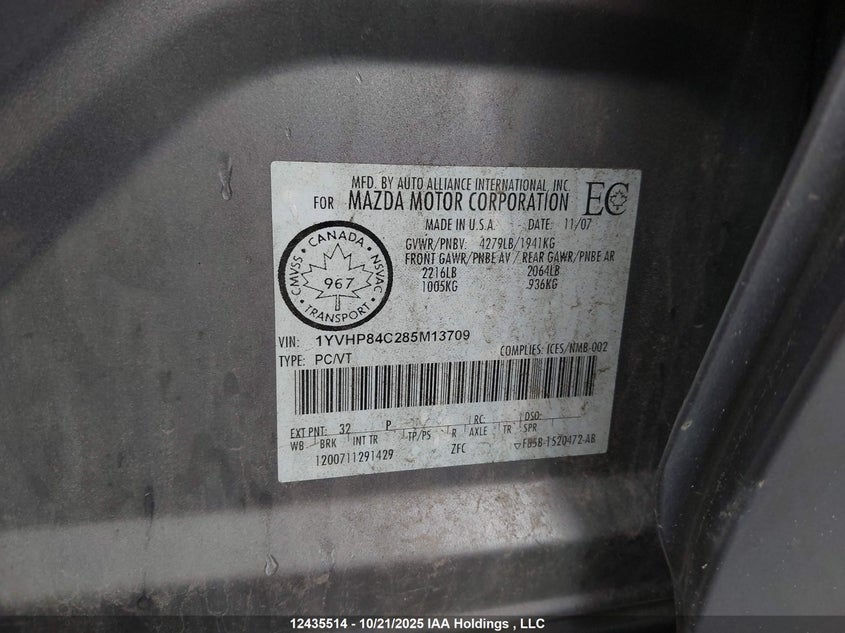 MFD. BY AUTO ALLIANCE INTERNATIONAL, INC.
FOR MAZDA MOTOR CORPORATION EC
MADE IN U.S.A. DATE: 11/07
GVWR/PNBV: 4279LB/1941KG
FRONT GAWR/PNBE AV / REAR GAWR/PNBE AR
2216LB 2064LB
1005KG 936KG
CANADA
CMVSS NSVAC
967
TRANSPORT
VIN: 1YVHP84C285M13709
TYPE: PC/VT COMPLIES: ICES/NMB-002
EXT PNT: 32 P RC: DSO:
WB BRK INT TR TP/PS R AXLE TR SPR
1200711291429 ZFC F85B-1520472-AB
12435514 - 10/21/2025 IAA Holdings , LLC